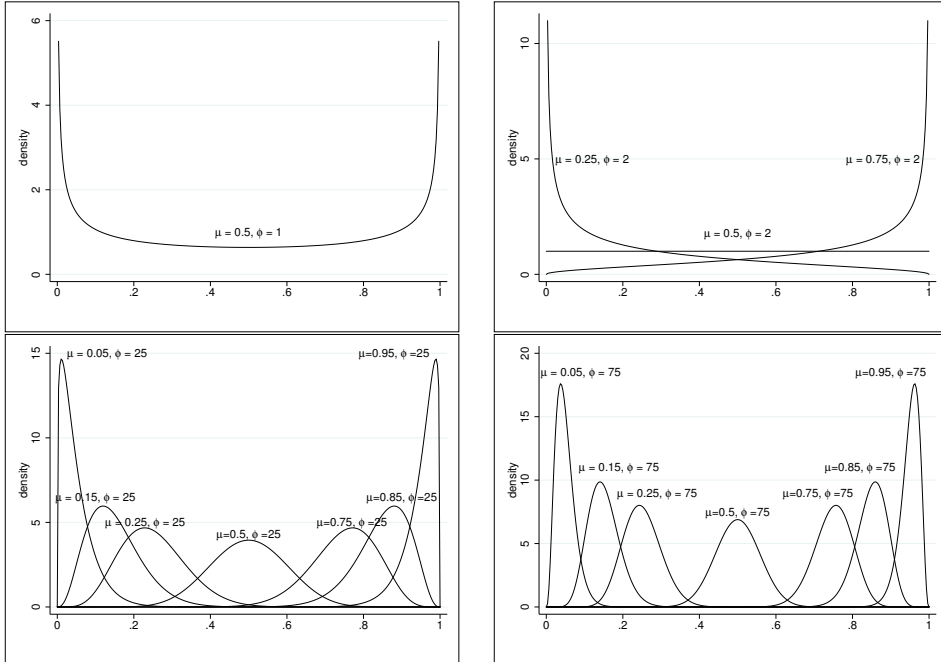 6
4
2
0
density
μ = 0.5, ϕ = 1
0 .2 .4 .6 .8 1
10
5
0
density
μ = 0.25, ϕ = 2
μ = 0.75, ϕ = 2
μ = 0.5, ϕ = 2
0 .2 .4 .6 .8 1
15
10
5
0
density
μ = 0.05, ϕ = 25
μ=0.95, ϕ =25
μ = 0.15, ϕ = 25
μ=0.85, ϕ=25
μ = 0.25, ϕ = 25
μ=0.75, ϕ=25
μ=0.5, ϕ=25
0 .2 .4 .6 .8 1
20
15
10
5
0
density
μ = 0.05, ϕ = 75
μ=0.95, ϕ=75
μ = 0.15, ϕ = 75
μ=0.85, ϕ=75
μ = 0.25, ϕ = 75
μ=0.75, ϕ=75
μ=0.5, ϕ=75
0 .2 .4 .6 .8 1